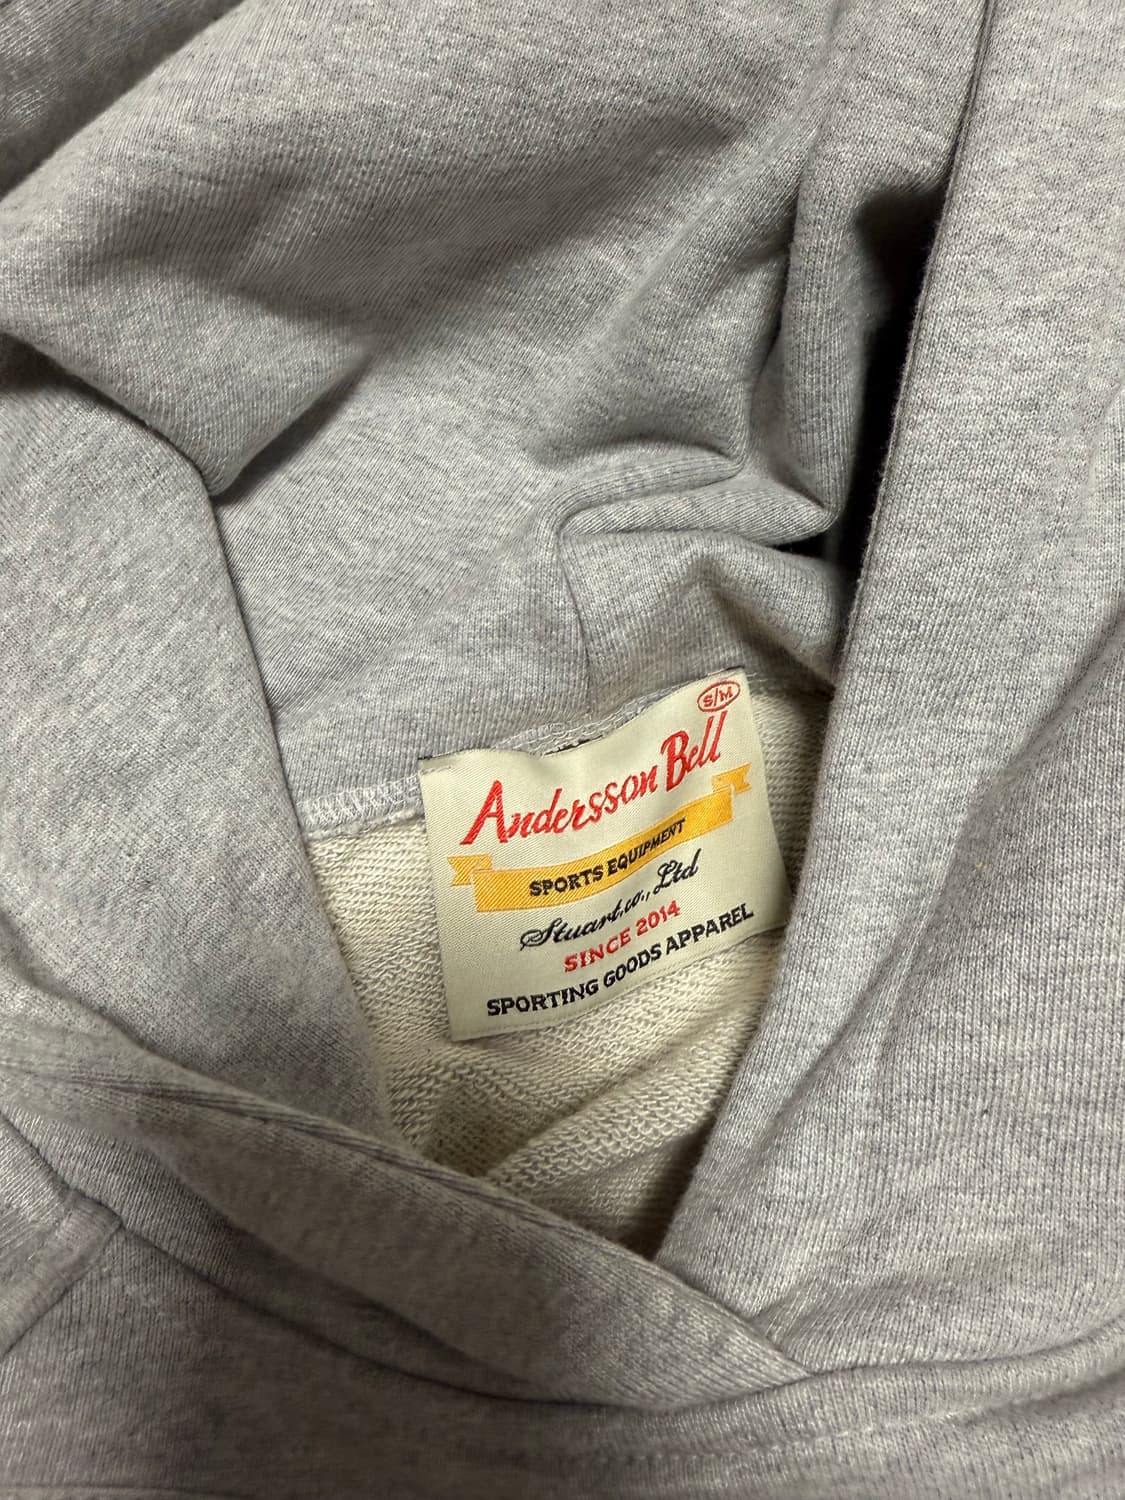 S/M
Andersson Bell
SPORTS EQUIPMENT
Stuart.co.,Ltd
SINCE 2014
SPORTING GOODS APPAREL